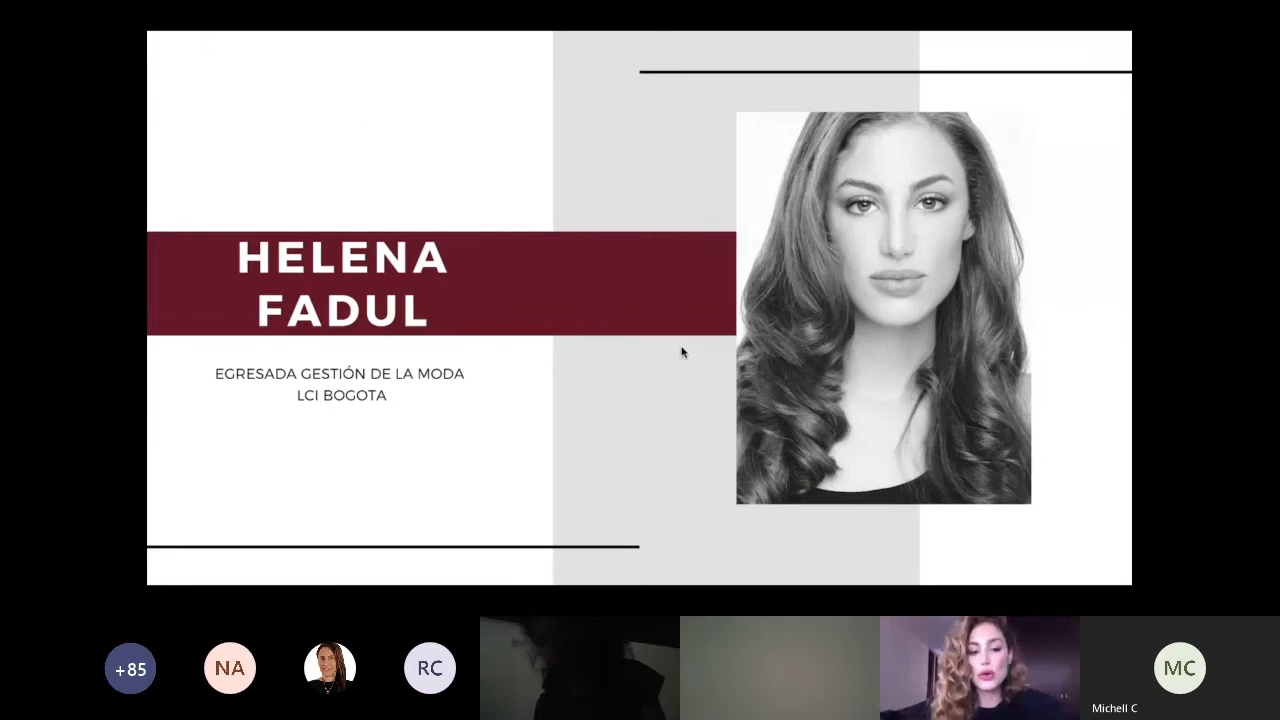 HELENA
FADUL
EGRESADA GESTIÓN DE LA MODA
LCI BOGOTA
+85
NA
RC
MC
Michell C